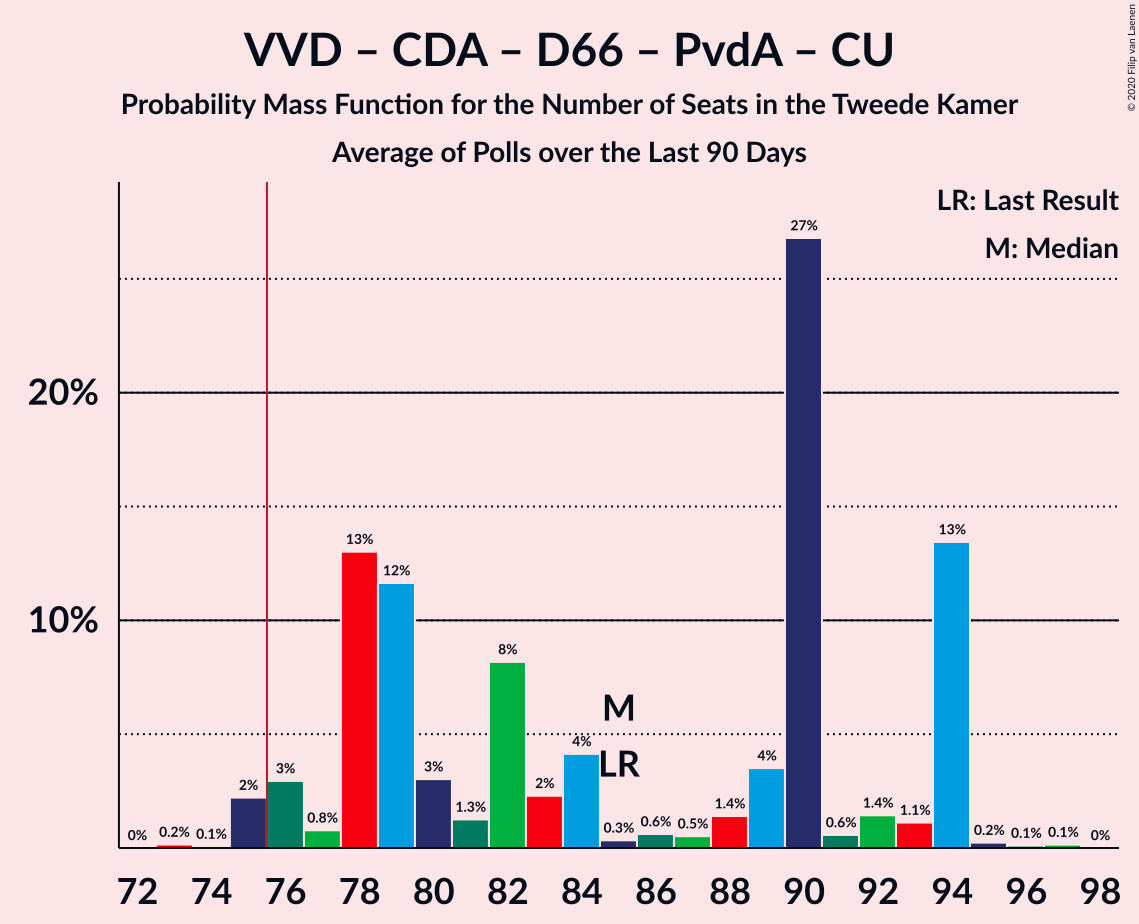 VVD – CDA – D66 – PvdA – CU
Probability Mass Function for the Number of Seats in the Tweede Kamer
Average of Polls over the Last 90 Days
© 2020 Filip van Laenen
LR: Last Result
M: Median
20%
10%
0% 0.2% 0.1% 2% 3% 0.8% 13% 12% 3% 1.3% 8% 2% 4% 0.3% 0.6% 0.5% 1.4% 4% 27% 0.6% 1.4% 1.1% 13% 0.2% 0.1% 0.1% 0%
M
LR
72 74 76 78 80 82 84 86 88 90 92 94 96 98